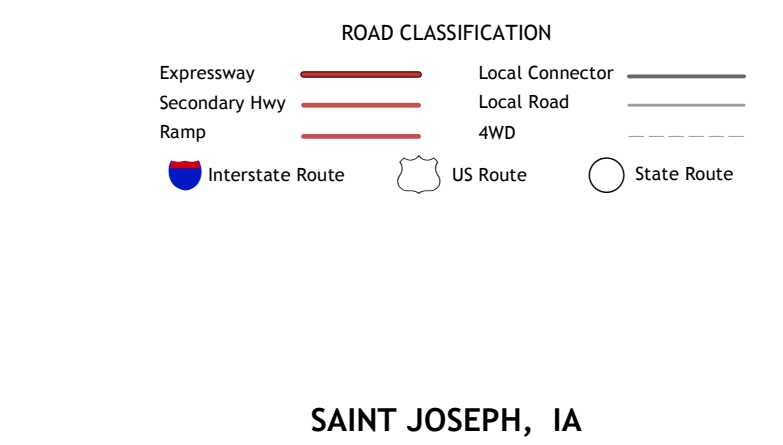 ROAD CLASSIFICATION
Expressway
Secondary Hwy
Ramp
Local Connector
Local Road
4WD
Interstate Route
US Route
State Route
SAINT JOSEPH, IA